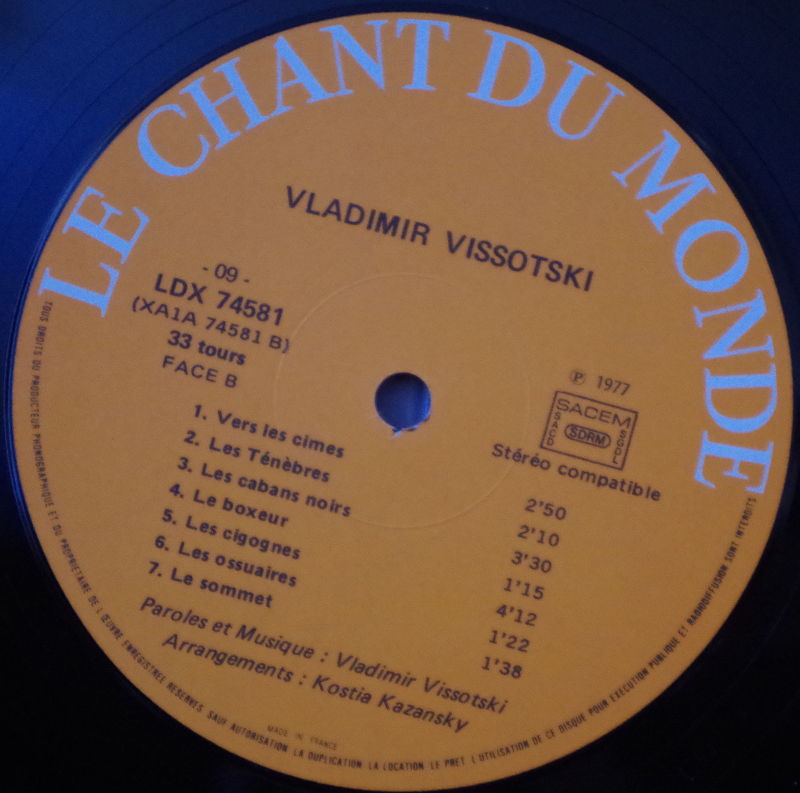 LE CHANT DU MONDE
VLADIMIR VISSOTSKI
- 09 -
LDX 74581
(XA1A 74581 B)
33 tours
FACE B
℗ 1977
SACEM
SACD
SDRM
SGDL
Stéréo compatible
1. Vers les cimes 2'50
2. Les Ténèbres 2'10
3. Les cabans noirs 3'30
4. Le boxeur 1'15
5. Les cigognes 4'12
6. Les ossuaires 1'22
7. Le sommet 1'38
Paroles et Musique : Vladimir Vissotski
Arrangements : Kostia Kazansky
MADE IN FRANCE
TOUS DROITS DU PRODUCTEUR PHONOGRAPHIQUE ET DU PROPRIETAIRE DE L'ŒUVRE ENREGISTREE RESERVES SAUF AUTORISATION LA DUPLICATION LA LOCATION LE PRET L'UTILISATION DE CE DISQUE POUR EXECUTION PUBLIQUE ET RADIODIFFUSION SONT INTERDITS